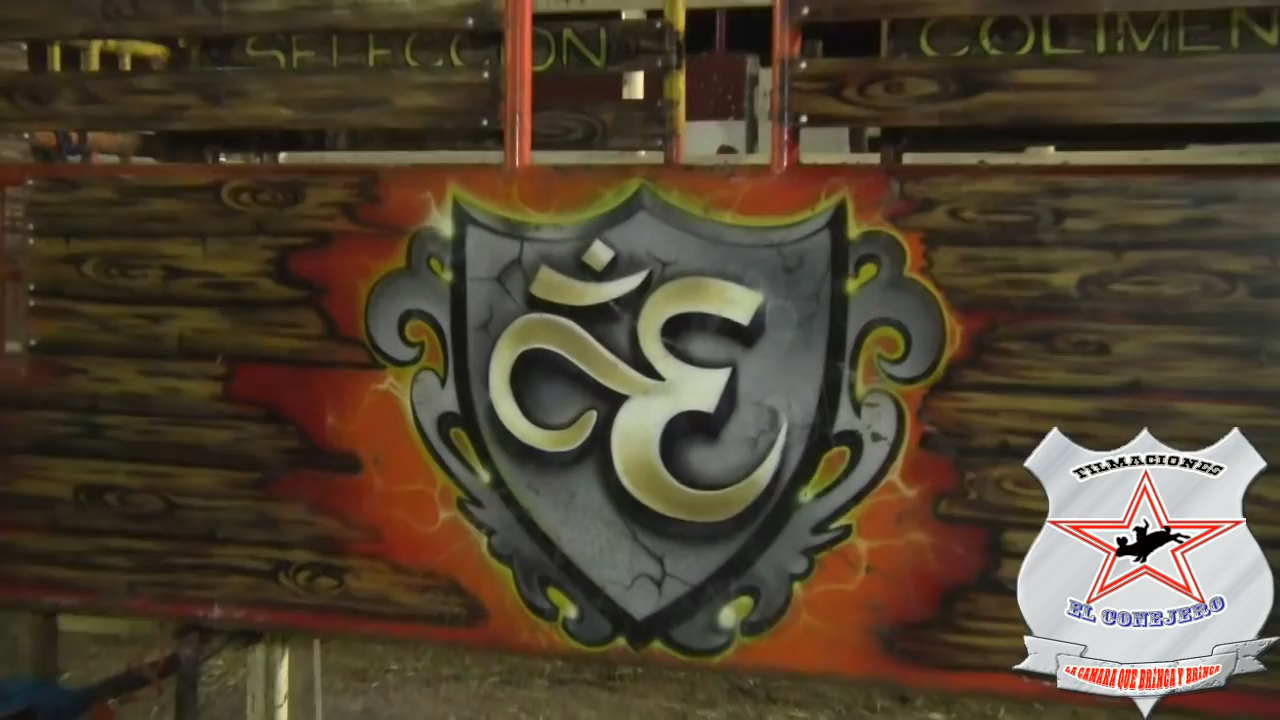 SELECCION COLIMEN
FILMACIONES
EL CONEJERO
LA CAMARA QUE BRINCA Y BRINCA